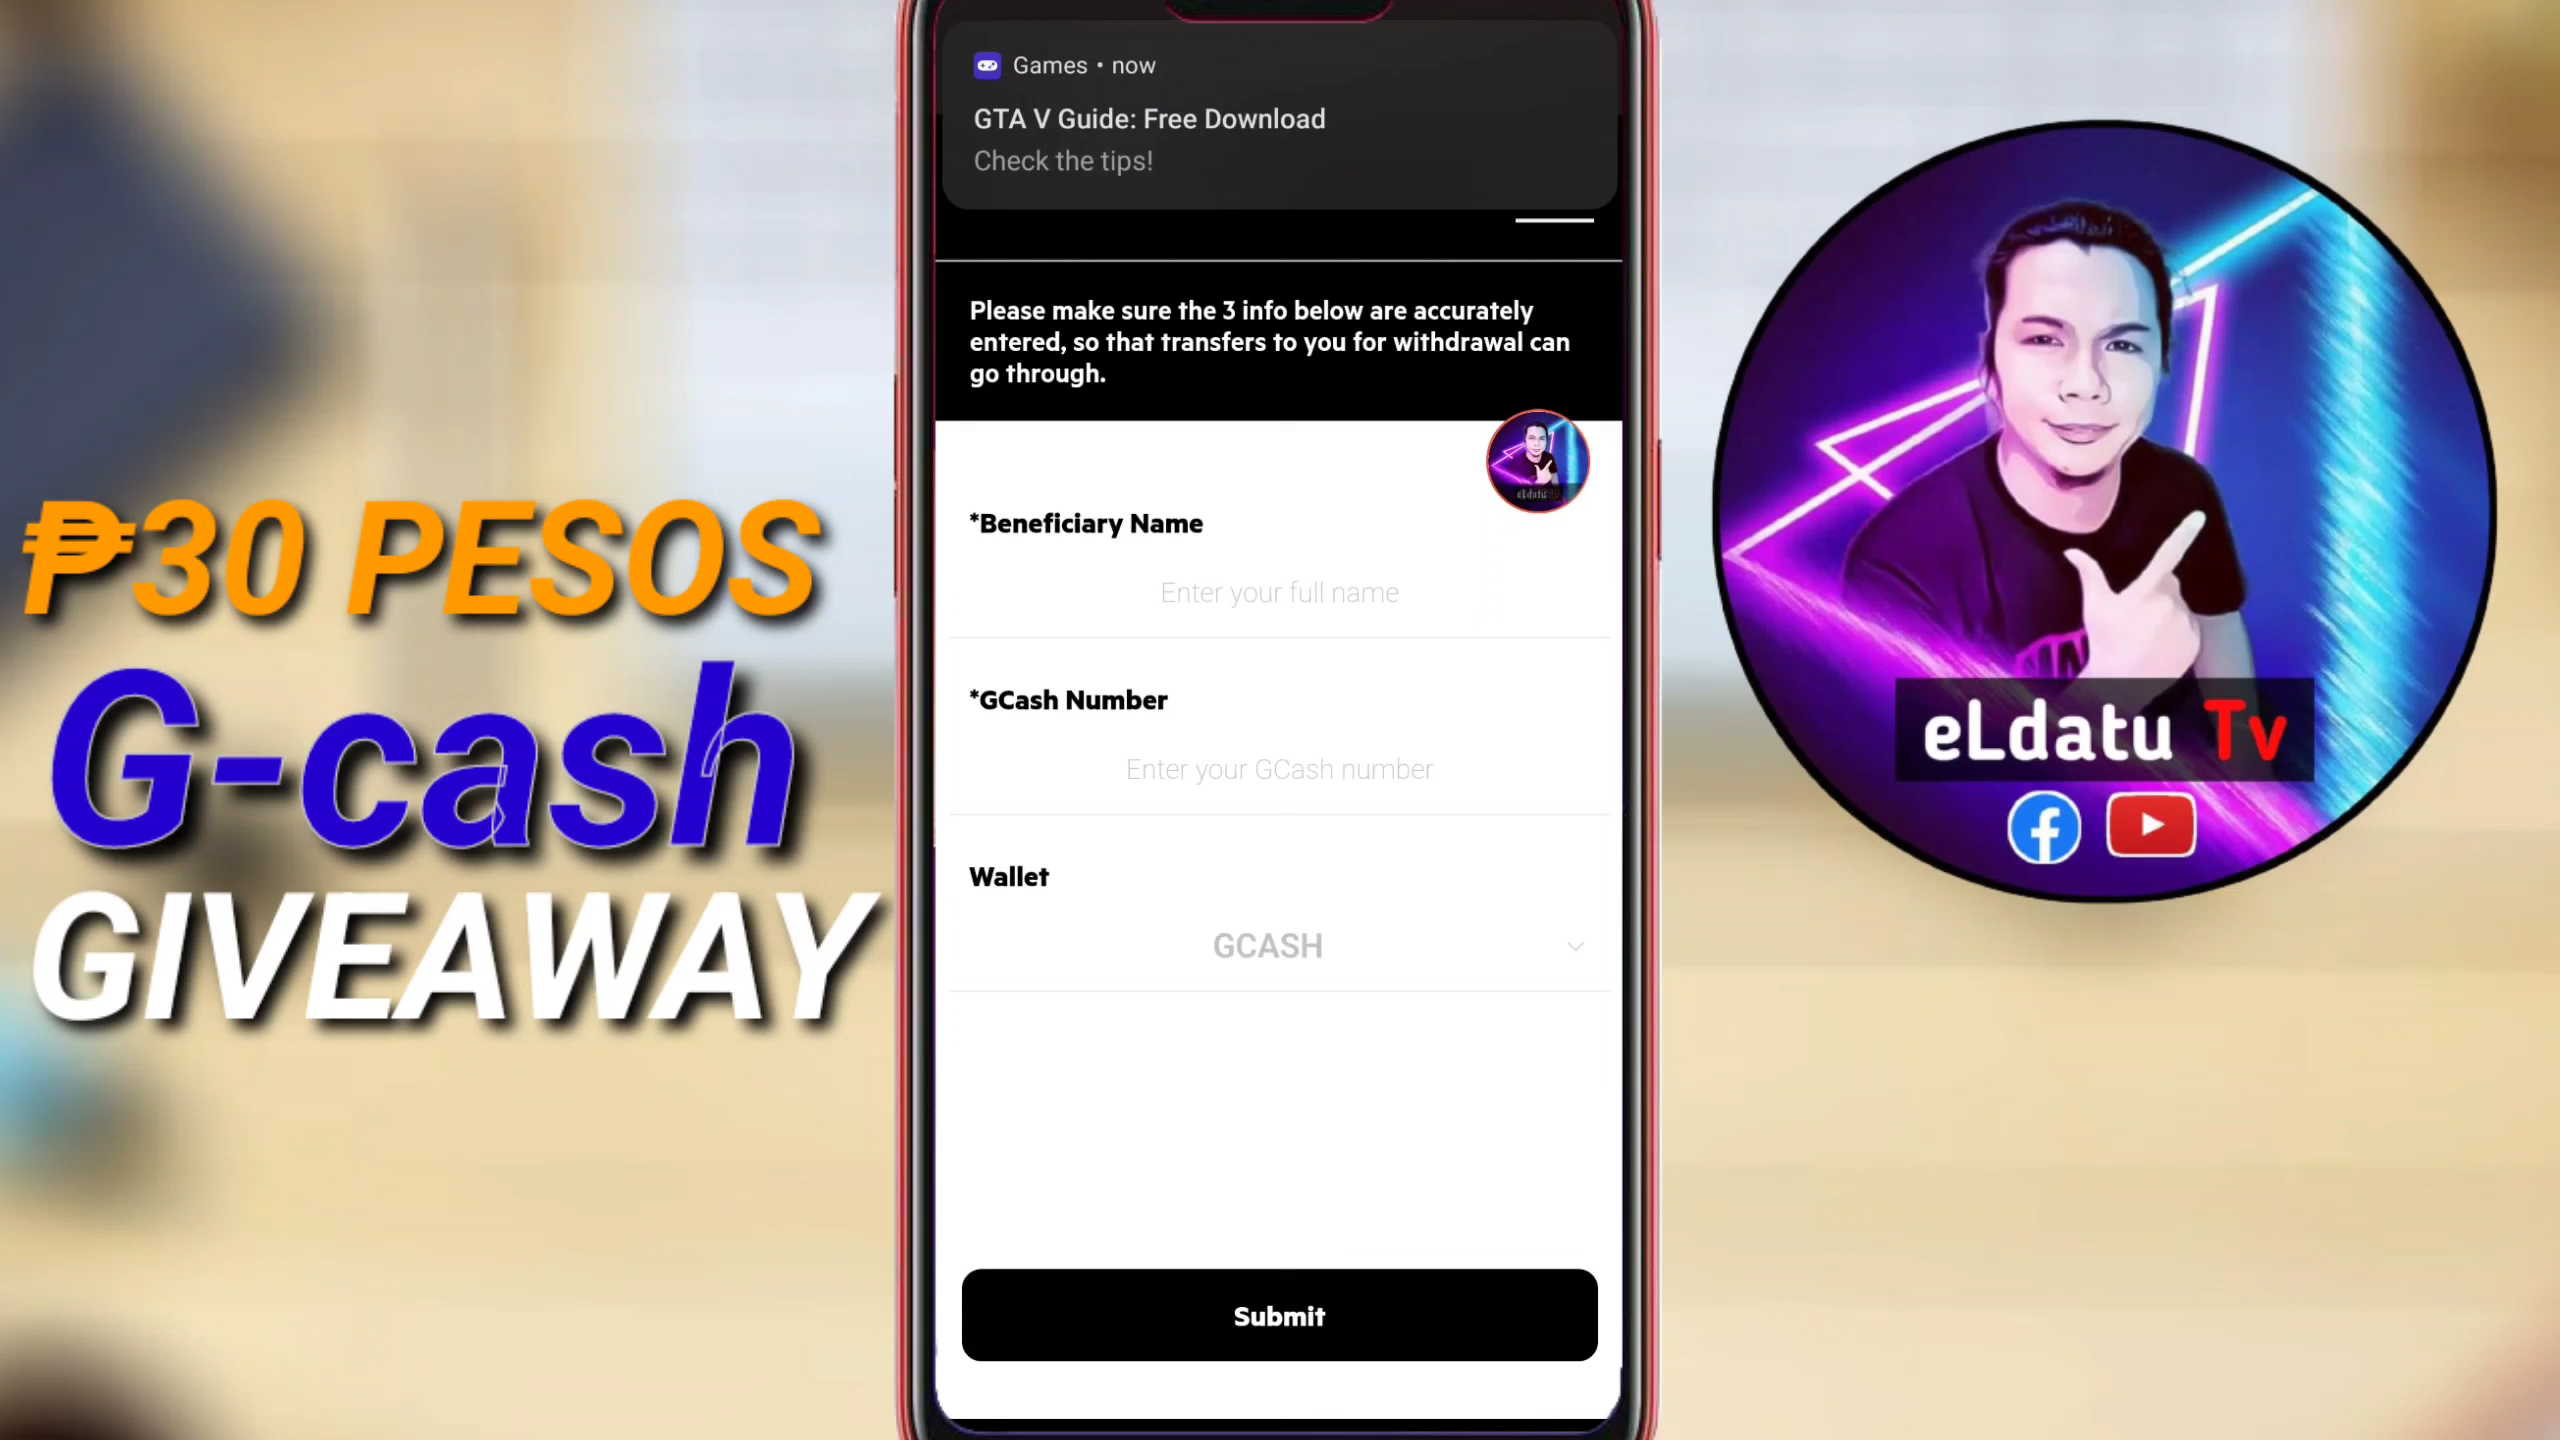 ₱30 PESOS
G-cash
GIVEAWAY
Games • now
GTA V Guide: Free Download
Check the tips!
Please make sure the 3 info below are accurately
entered, so that transfers to you for withdrawal can
go through.
*Beneficiary Name
Enter your full name
*GCash Number
Enter your GCash number
Wallet
GCASH
Submit
eLdatu Tv
eLdatu Tv